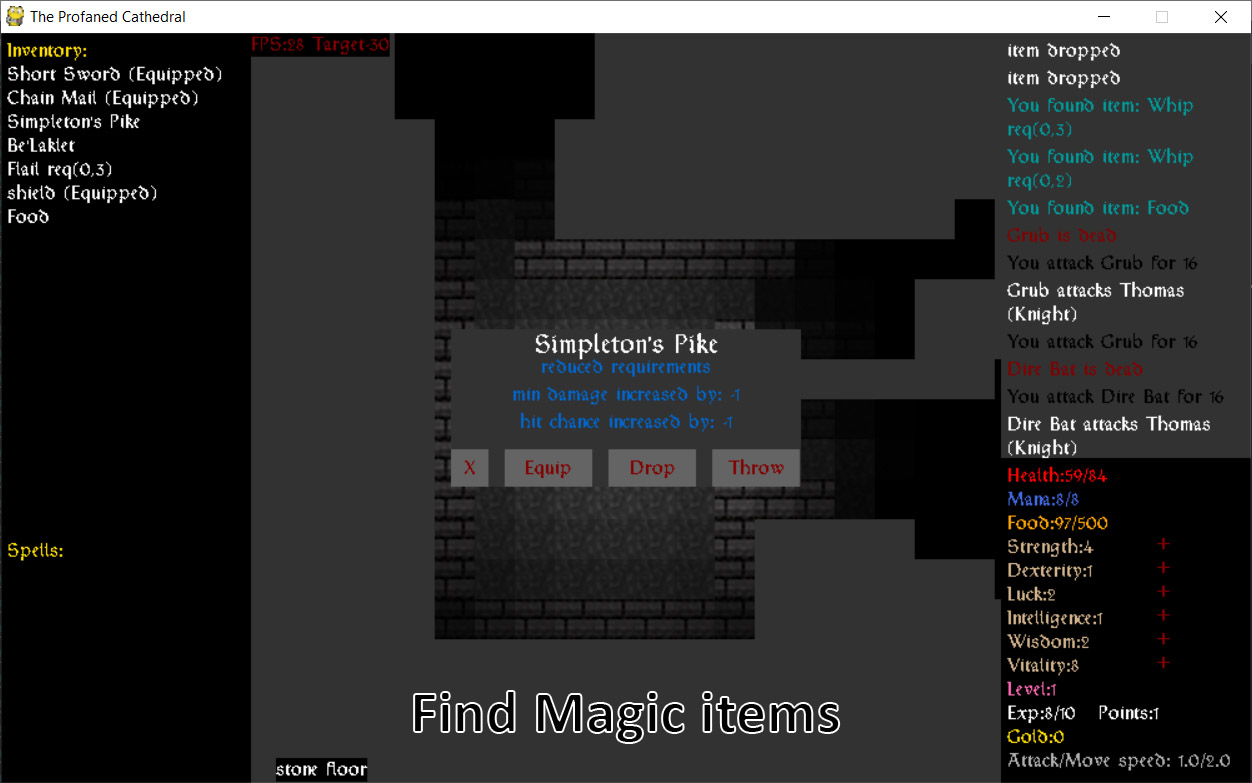 The Profaned Cathedral
Inventory:
Short Sword (Equipped)
Chain Mail (Equipped)
Simpleton's Pike
Be'Laklet
Flail req(0,3)
shield (Equipped)
Food
Spells:
FPS:28 Target-30
Simpleton's Pike
reduced requirements
min damage increased by: -1
hit chance increased by: -1
X Equip Drop Throw
Find Magic items
stone floor
item dropped
item dropped
You found item: Whip
req(0,3)
You found item: Whip
req(0,2)
You found item: Food
Grub is dead
You attack Grub for 16
Grub attacks Thomas
(Knight)
You attack Grub for 16
Dire Bat is dead
You attack Dire Bat for 16
Dire Bat attacks Thomas
(Knight)
Health:59/84
Mana:8/8
Food:97/500
Strength:4 +
Dexterity:1 +
Luck:2 +
Intelligence:1 +
Wisdom:2 +
Vitality:8 +
Level:1
Exp:8/10 Points:1
Gold:0
Attack/Move speed: 1.0/2.0